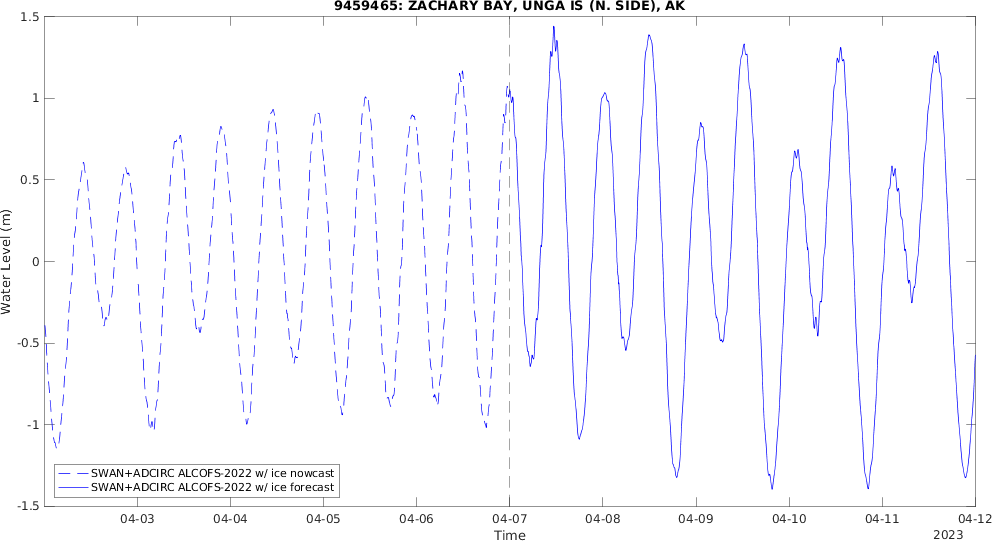 9459465: ZACHARY BAY, UNGA IS (N. SIDE), AK
Water Level (m)
1.5
1
0.5
0
-0.5
-1
-1.5
SWAN+ADCIRC ALCOFS-2022 w/ ice nowcast
SWAN+ADCIRC ALCOFS-2022 w/ ice forecast
04-03 04-04 04-05 04-06 04-07 04-08 04-09 04-10 04-11 04-12
Time
2023